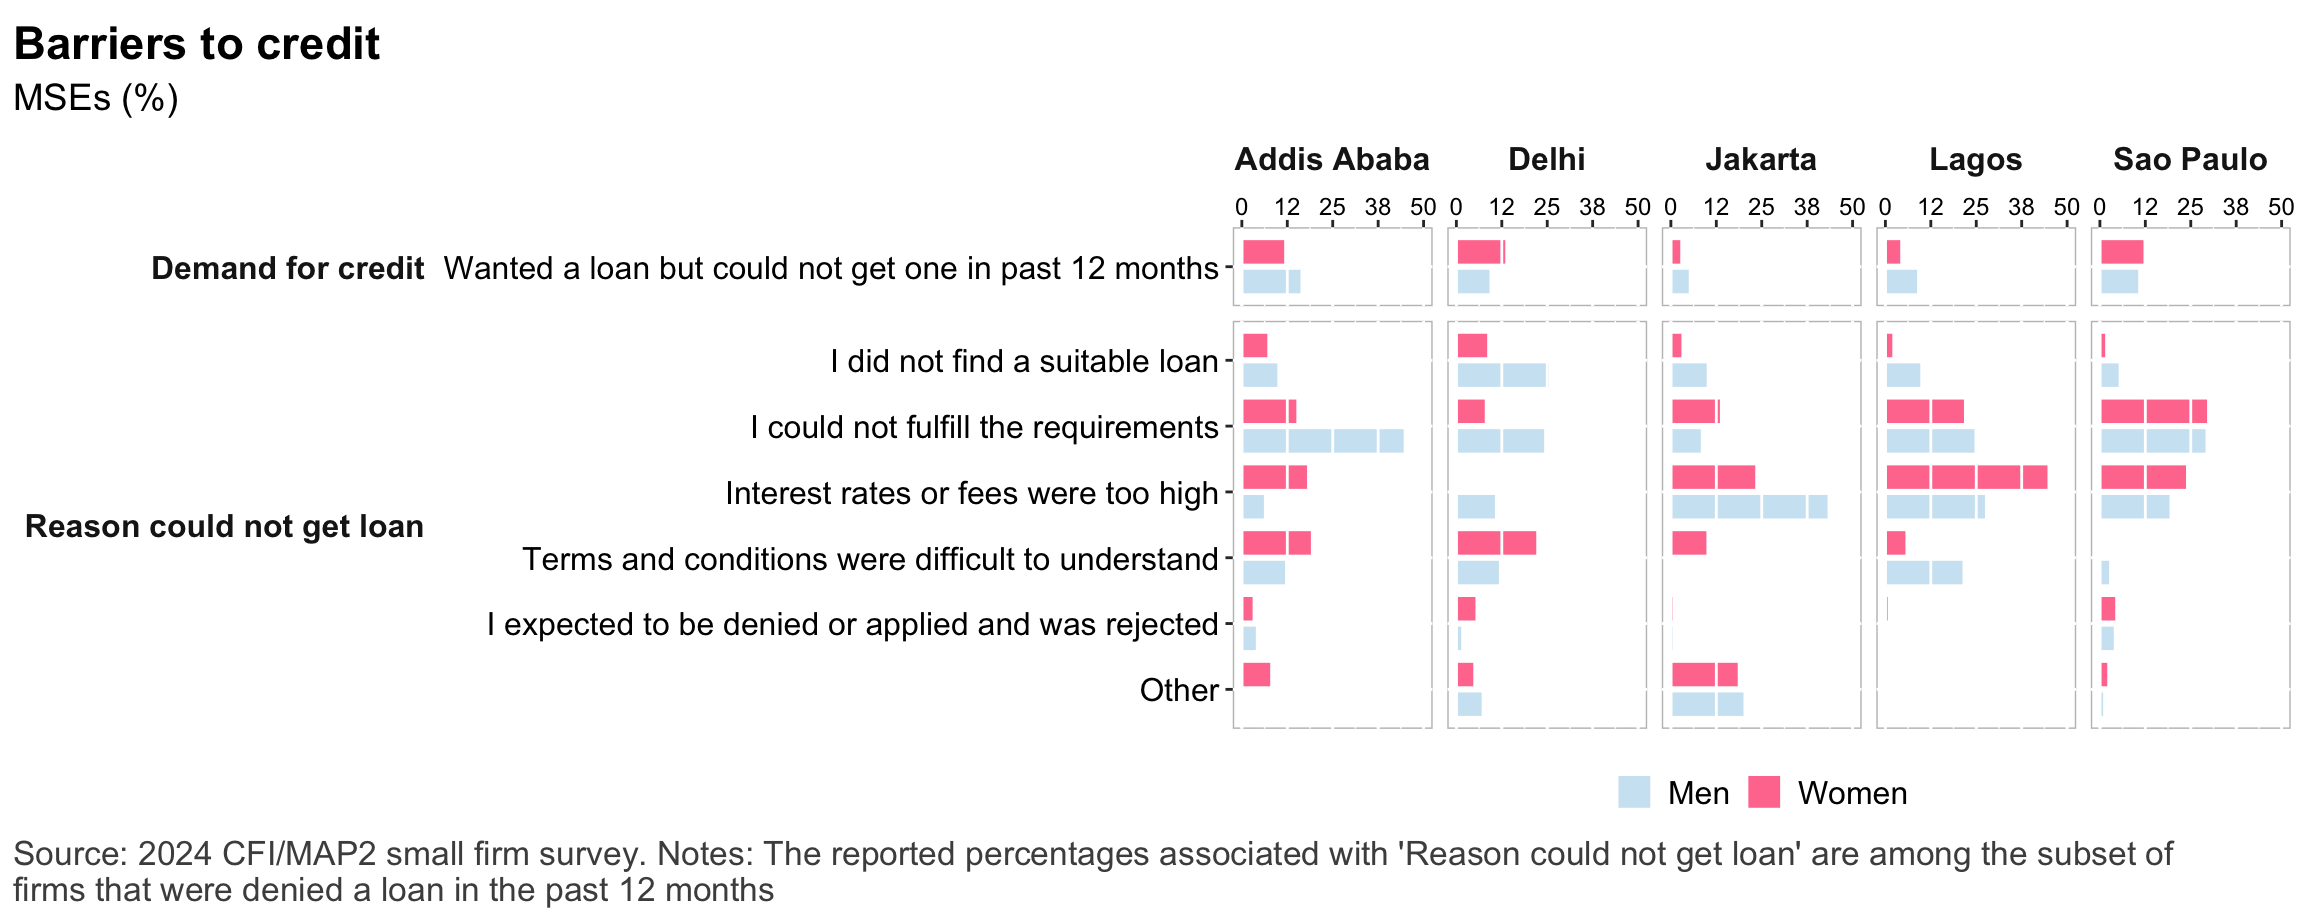 Barriers to credit
MSEs (%)
Addis Ababa Delhi Jakarta Lagos Sao Paulo
0 12 25 38 50 0 12 25 38 50 0 12 25 38 50 0 12 25 38 50 0 12 25 38 50
Demand for credit Wanted a loan but could not get one in past 12 months
I did not find a suitable loan
I could not fulfill the requirements
Interest rates or fees were too high
Reason could not get loan
Terms and conditions were difficult to understand
I expected to be denied or applied and was rejected
Other
Men Women
Source: 2024 CFI/MAP2 small firm survey. Notes: The reported percentages associated with 'Reason could not get loan' are among the subset of
firms that were denied a loan in the past 12 months